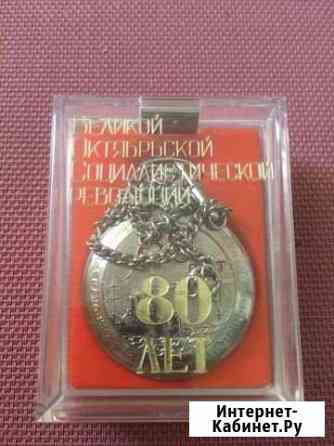 ВЕЛИКОЙ
ОКТЯБРЬСКОЙ
СОЦИАЛИСТИЧЕСКОЙ
РЕВОЛЮЦИИ
80
ЛЕТ
Интернет-
Кабинет.Ру